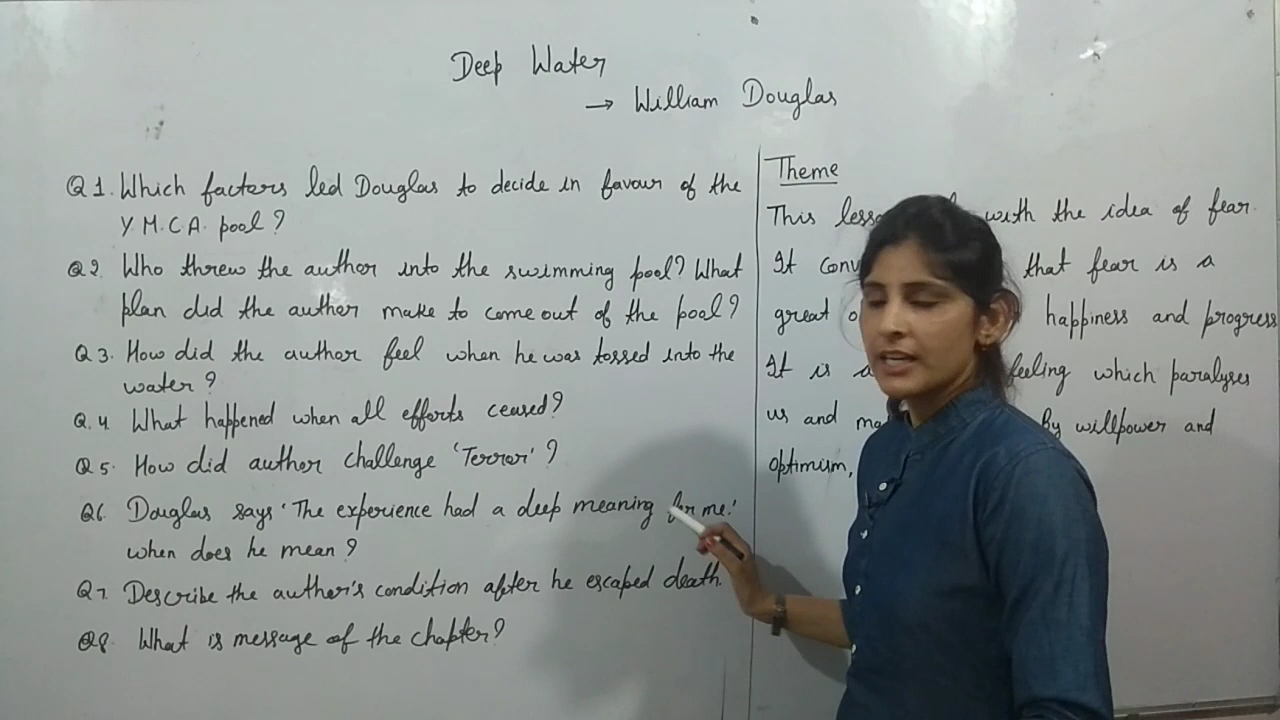 Deep Water
→ William Douglas
Q1. Which factors led Douglas to decide in favour of the
Y.M.C.A. pool?
Q2. Who threw the author into the swimming pool? What
plan did the author make to come out of the pool?
Q3. How did the author feel when he was tossed into the
water?
Q.4. What happened when all efforts ceased?
Q5. How did author challenge 'Terror'?
Q6. Douglas says 'The experience had a deep meaning for me.'
when does he mean?
Q7. Describe the author's condition after he escaped death.
Q8. What is message of the chapter?
Theme
This with the idea of fear.
It that fear is a
great happiness and progress
It is feeling which paralyses
us and By willpower and
optimism,